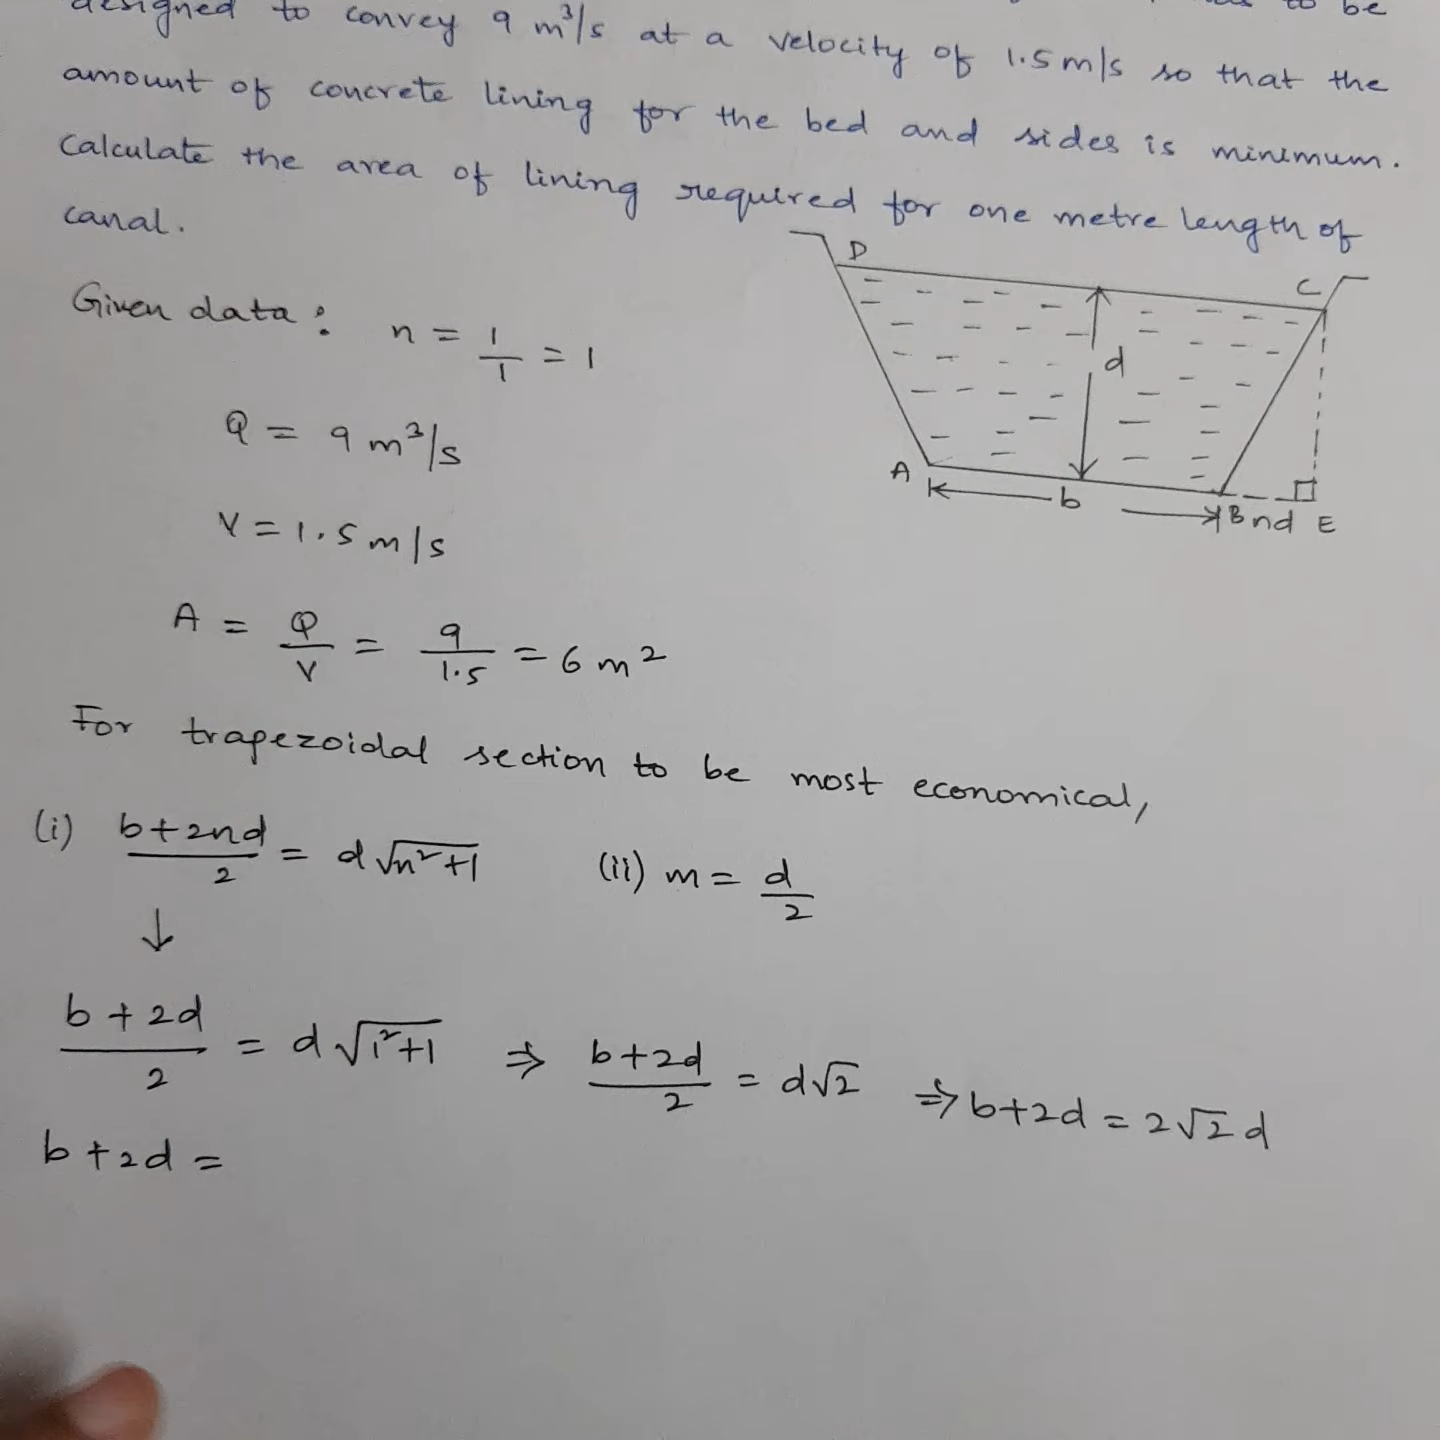 designed to convey 9 m³/s at a velocity of 1.5 m/s so that the
amount of concrete lining for the bed and sides is minimum.
Calculate the area of lining required for one metre length of
canal.
to be
D
C
d
A
b
B nd E
Given data : n = 1/1 = 1
Q = 9 m³/s
V = 1.5 m/s
A = Q/V = 9/1.5 = 6 m²
For trapezoidal section to be most economical,
(i) (b+2nd)/2 = d√(n²+1) (ii) m = d/2
↓
(b+2d)/2 = d√(1²+1) ⇒ (b+2d)/2 = d√2 ⇒ b+2d = 2√2 d
b+2d =